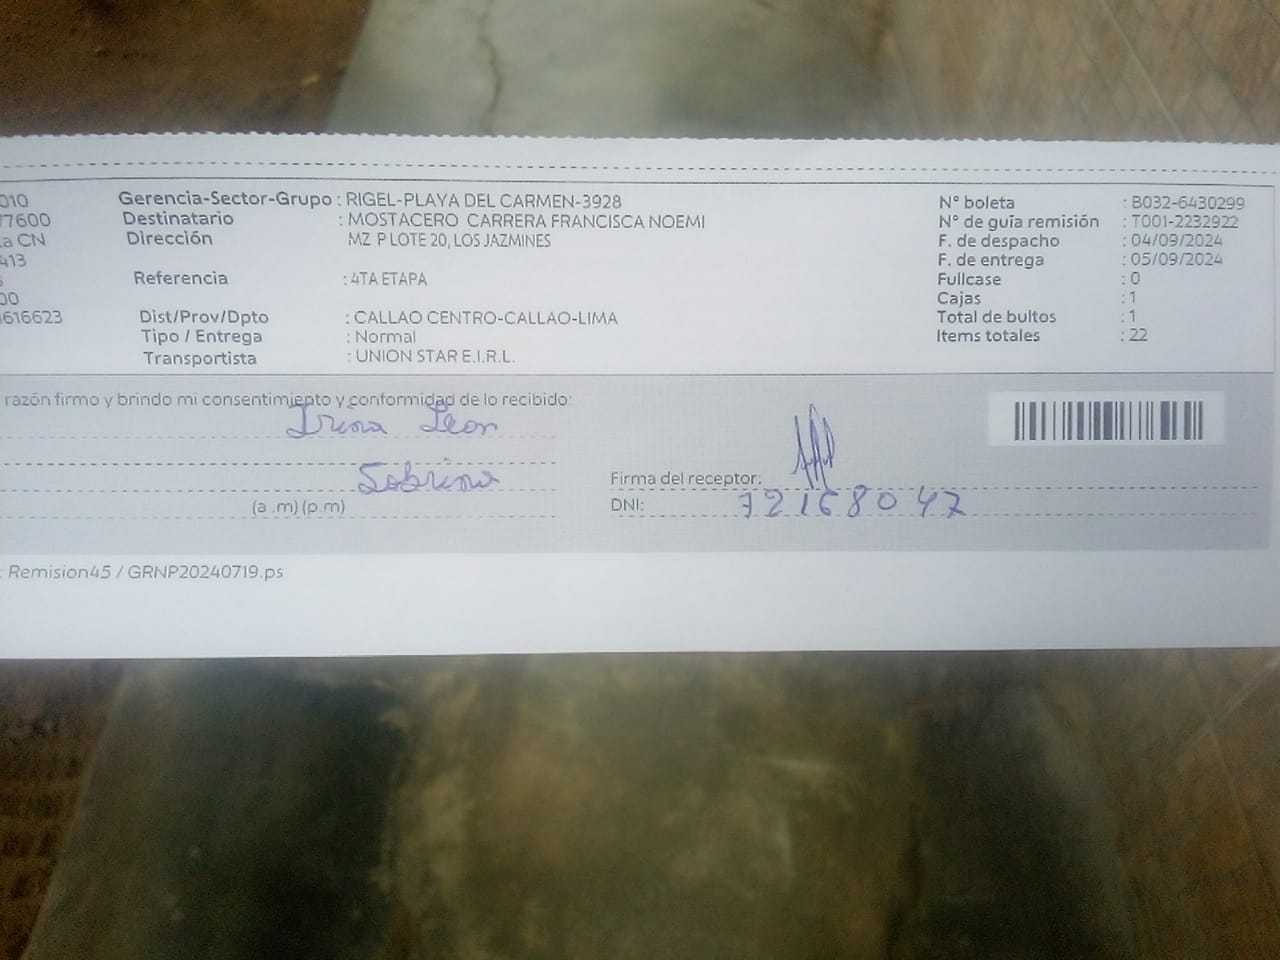 010 Gerencia-Sector-Grupo : RIGEL-PLAYA DEL CARMEN-3928 N° boleta : B032-6430299
77600 Destinatario : MOSTACERO CARRERA FRANCISCA NOEMI N° de guía remisión : T001-2232922
a CN Dirección MZ P LOTE 20, LOS JAZMINES F. de despacho : 04/09/2024
413 F. de entrega : 05/09/2024
Referencia : 4TA ETAPA Fullcase : 0
00 Cajas : 1
616623 Dist/Prov/Dpto : CALLAO CENTRO-CALLAO-LIMA Total de bultos : 1
Tipo / Entrega : Normal Items totales : 22
Transportista : UNION STAR E.I.R.L.
razón firmo y brindo mi consentimiento y conformidad de lo recibido:
Irina Leon
Sobrina Firma del receptor:
(a .m) (p.m) DNI: 72168047
: Remision45 / GRNP20240719.ps